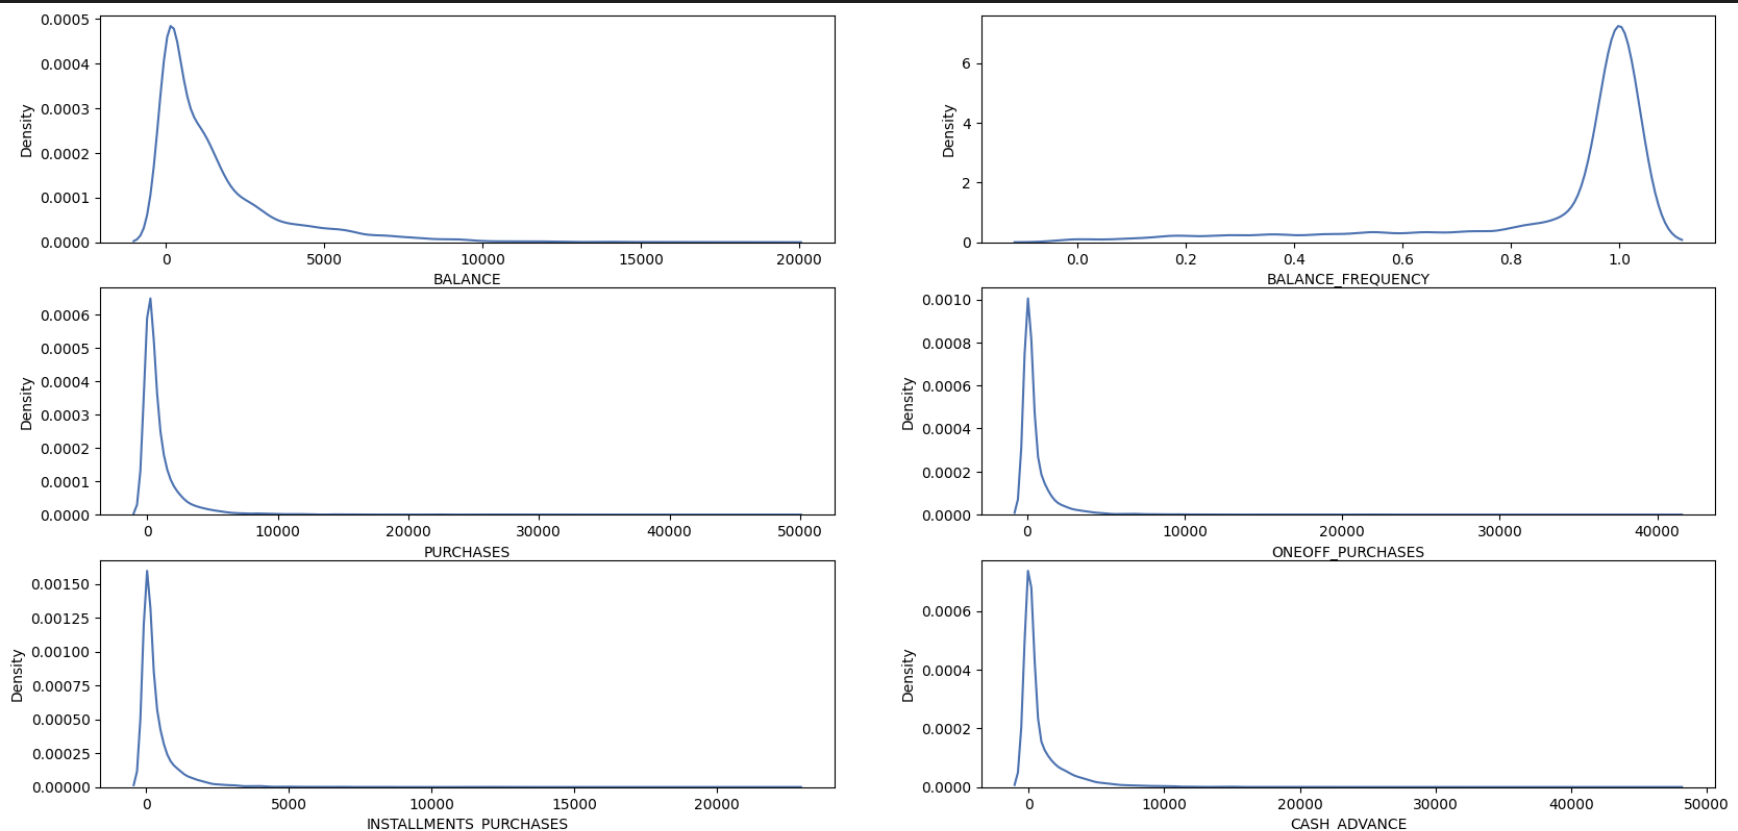 0.0005
0.0004
0.0003
0.0002
0.0001
0.0000
Density
0 5000 10000 15000 20000
BALANCE
6
4
2
0
Density
0.0 0.2 0.4 0.6 0.8 1.0
BALANCE_FREQUENCY
0.0006
0.0005
0.0004
0.0003
0.0002
0.0001
0.0000
Density
0 10000 20000 30000 40000 50000
PURCHASES
0.0010
0.0008
0.0006
0.0004
0.0002
0.0000
Density
0 10000 20000 30000 40000
ONEOFF_PURCHASES
0.00150
0.00125
0.00100
0.00075
0.00050
0.00025
0.00000
Density
0 5000 10000 15000 20000
INSTALLMENTS_PURCHASES
0.0006
0.0004
0.0002
0.0000
Density
0 10000 20000 30000 40000 50000
CASH_ADVANCE